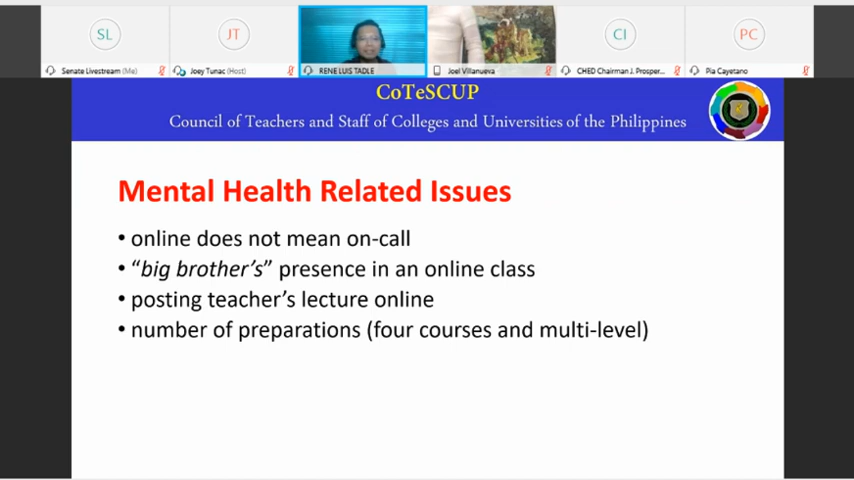 SL
JT
CI
PC
Senate Livestream (Me)
Joey Tunac (Host)
RENE LUIS TADLE
Joel Villanueva
CHED Chairman J. Prosper...
Pia Cayetano
CoTeSCUP
Council of Teachers and Staff of Colleges and Universities of the Philippines
Mental Health Related Issues
• online does not mean on-call
• “big brother’s” presence in an online class
• posting teacher’s lecture online
• number of preparations (four courses and multi-level)